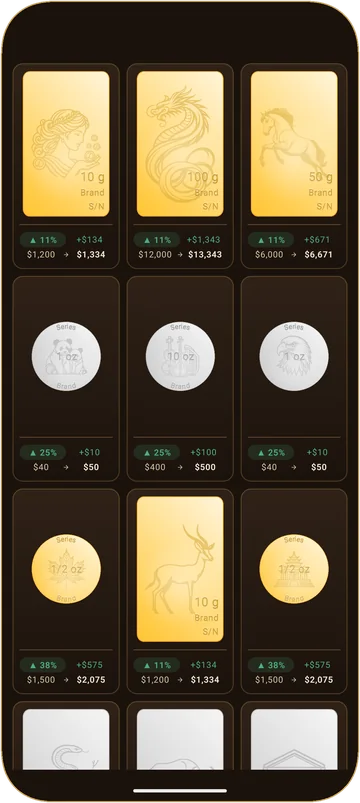 10 g
Brand
S/N
100 g
Brand
S/N
50 g
Brand
S/N
▲ 11% +$134
$1,200 → $1,334
▲ 11% +$1,343
$12,000 → $13,343
▲ 11% +$671
$6,000 → $6,671
Series
1 oz
Brand
Series
10 oz
Brand
Series
1 oz
▲ 25% +$10
$40 → $50
▲ 25% +$100
$400 → $500
▲ 25% +$10
$40 → $50
Series
1/2 oz
Brand
10 g
Brand
S/N
Series
1/2 oz
Brand
▲ 38% +$575
$1,500 → $2,075
▲ 11% +$134
$1,200 → $1,334
▲ 38% +$575
$1,500 → $2,075